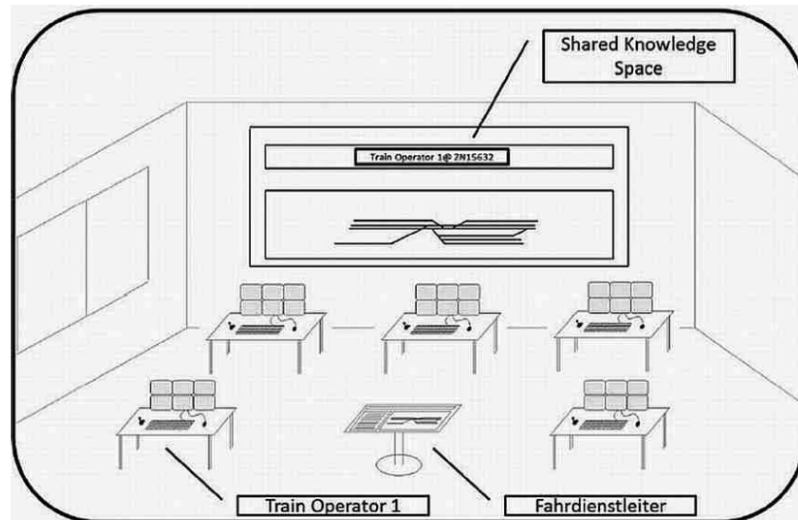 Shared Knowledge
Space
Train Operator 1@ ZN15632
Train Operator 1
Fahrdienstleiter